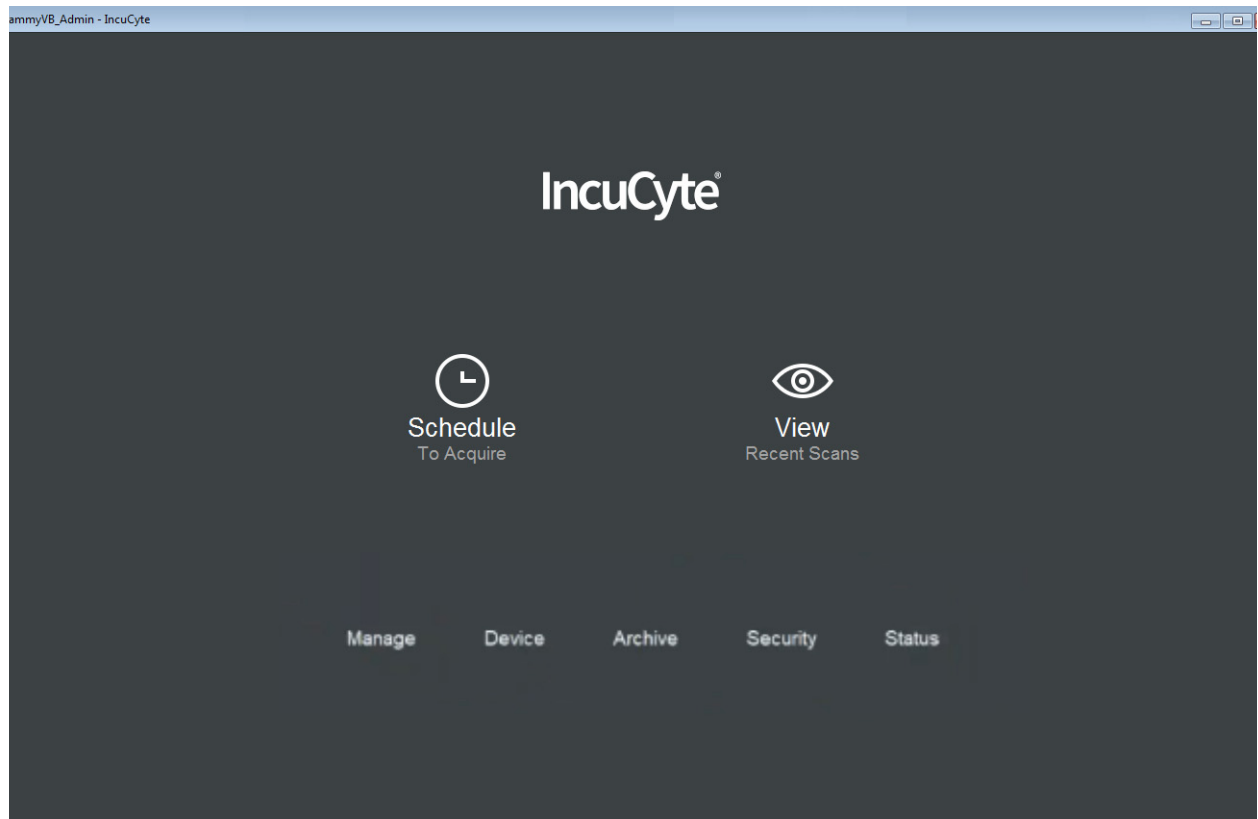 ammyVB_Admin - IncuCyte
IncuCyte®
Schedule
To Acquire
View
Recent Scans
Manage Device Archive Security Status